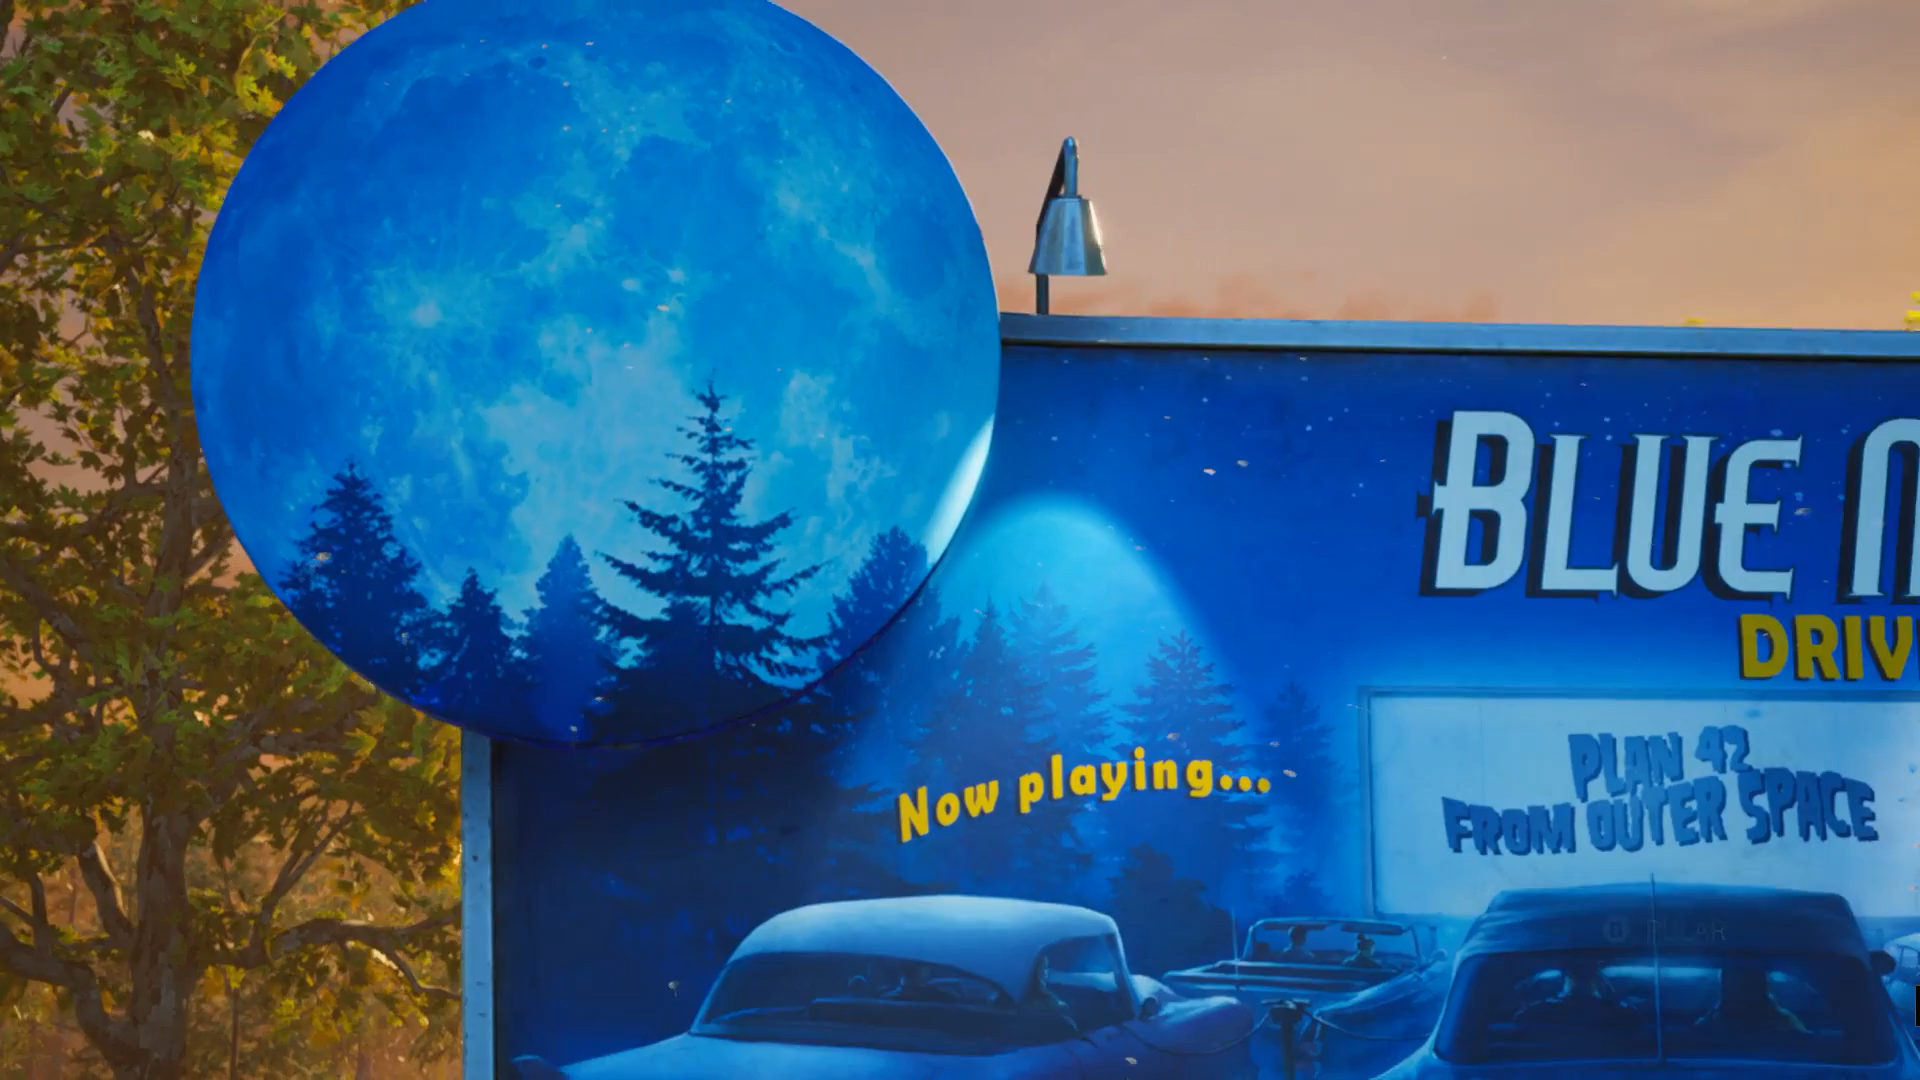 BLUE
DRIV
Now playing...
PLAN 42
FROM OUTER SPACE